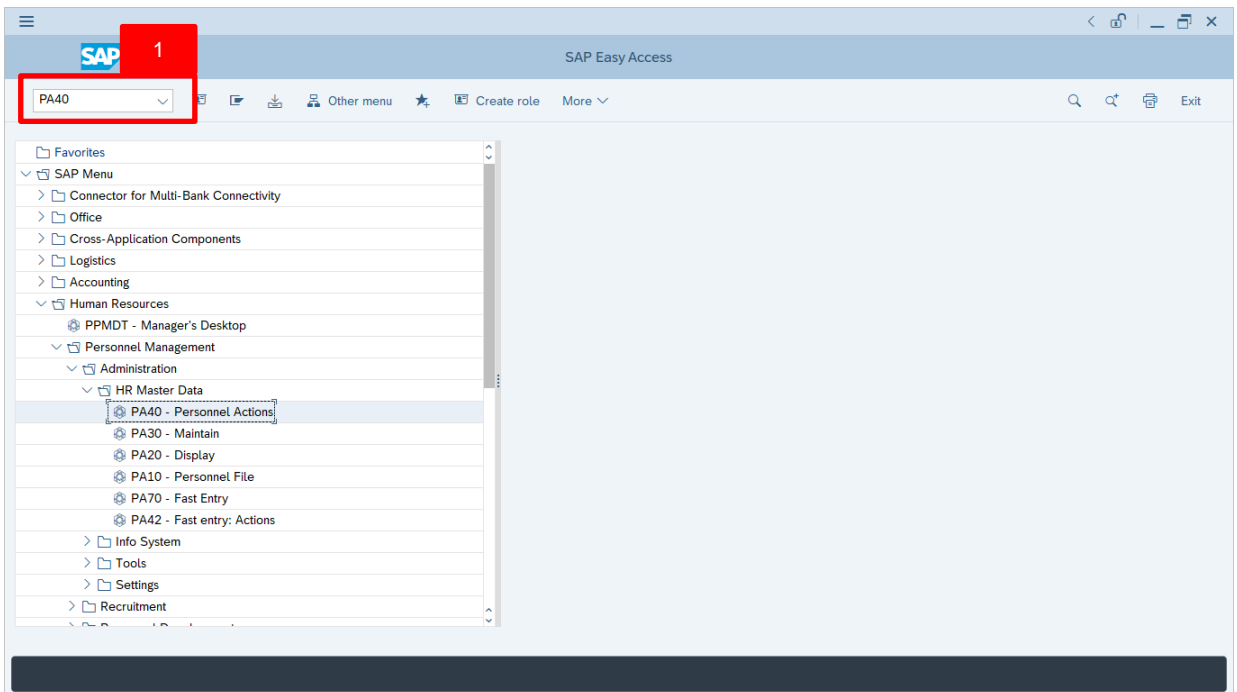 SAP
1
SAP Easy Access
PA40
Other menu
Create role
More
Exit
Favorites
SAP Menu
Connector for Multi-Bank Connectivity
Office
Cross-Application Components
Logistics
Accounting
Human Resources
PPMDT - Manager's Desktop
Personnel Management
Administration
HR Master Data
PA40 - Personnel Actions
PA30 - Maintain
PA20 - Display
PA10 - Personnel File
PA70 - Fast Entry
PA42 - Fast entry: Actions
Info System
Tools
Settings
Recruitment